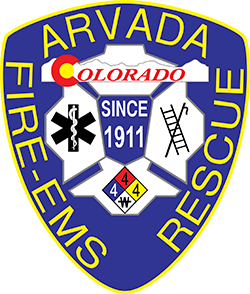 ARVADA
COLORADO
FIRE-EMS
SINCE
1911
RESCUE
4
4 4
W